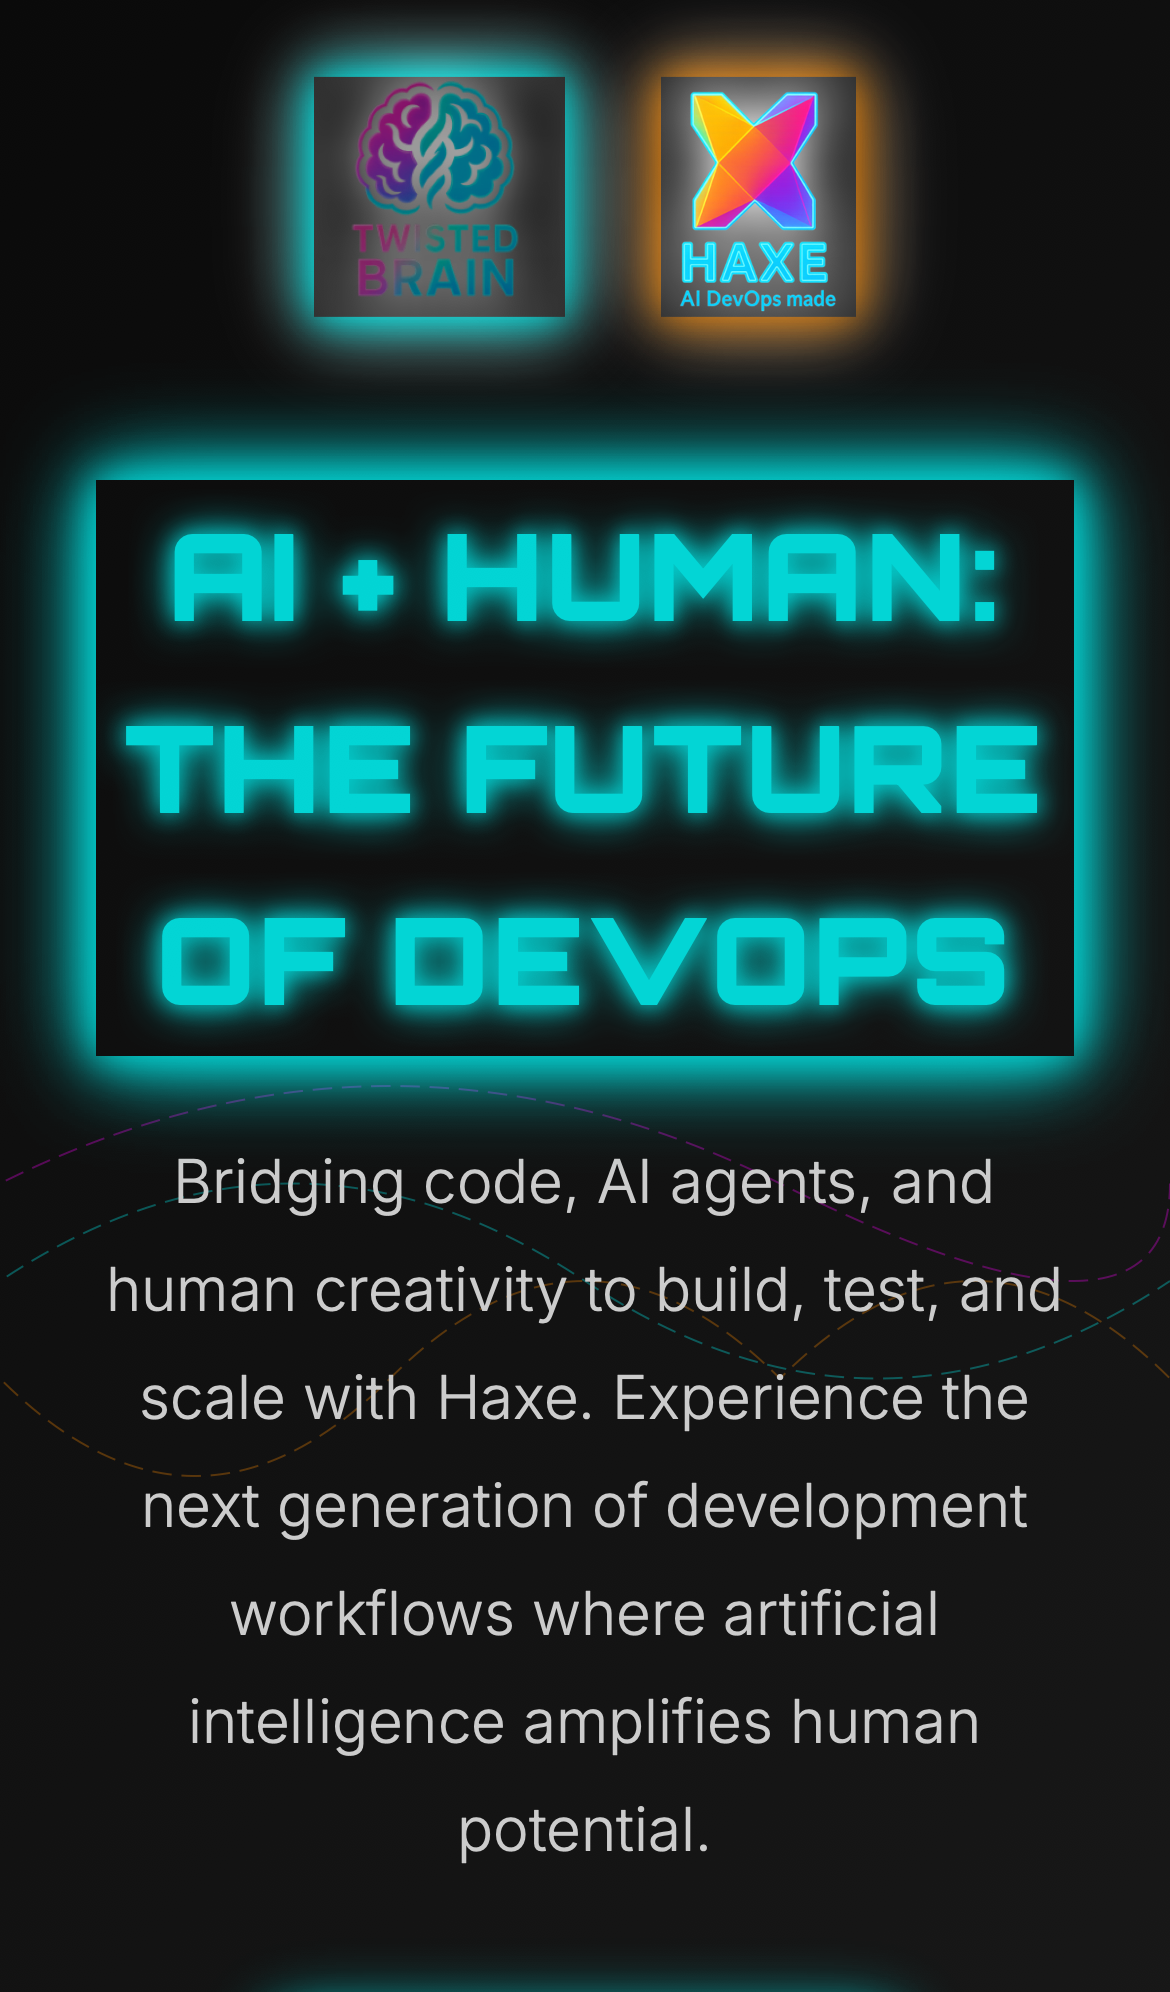 TWISTED
BRAIN
HAXE
AI DevOps made
AI + HUMAN:
THE FUTURE
OF DEVOPS
Bridging code, AI agents, and
human creativity to build, test, and
scale with Haxe. Experience the
next generation of development
workflows where artificial
intelligence amplifies human
potential.